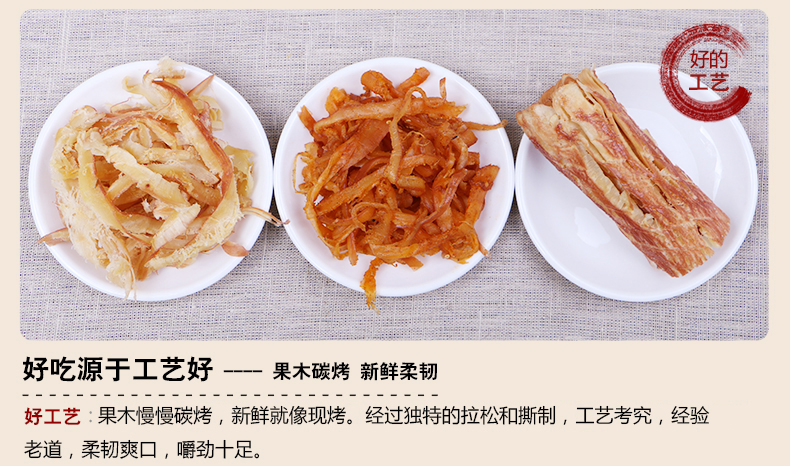 好的
工艺
好吃源于工艺好 ---- 果木碳烤 新鲜柔韧
好工艺：果木慢慢碳烤，新鲜就像现烤。经过独特的拉松和撕制，工艺考究，经验
老道，柔韧爽口，嚼劲十足。